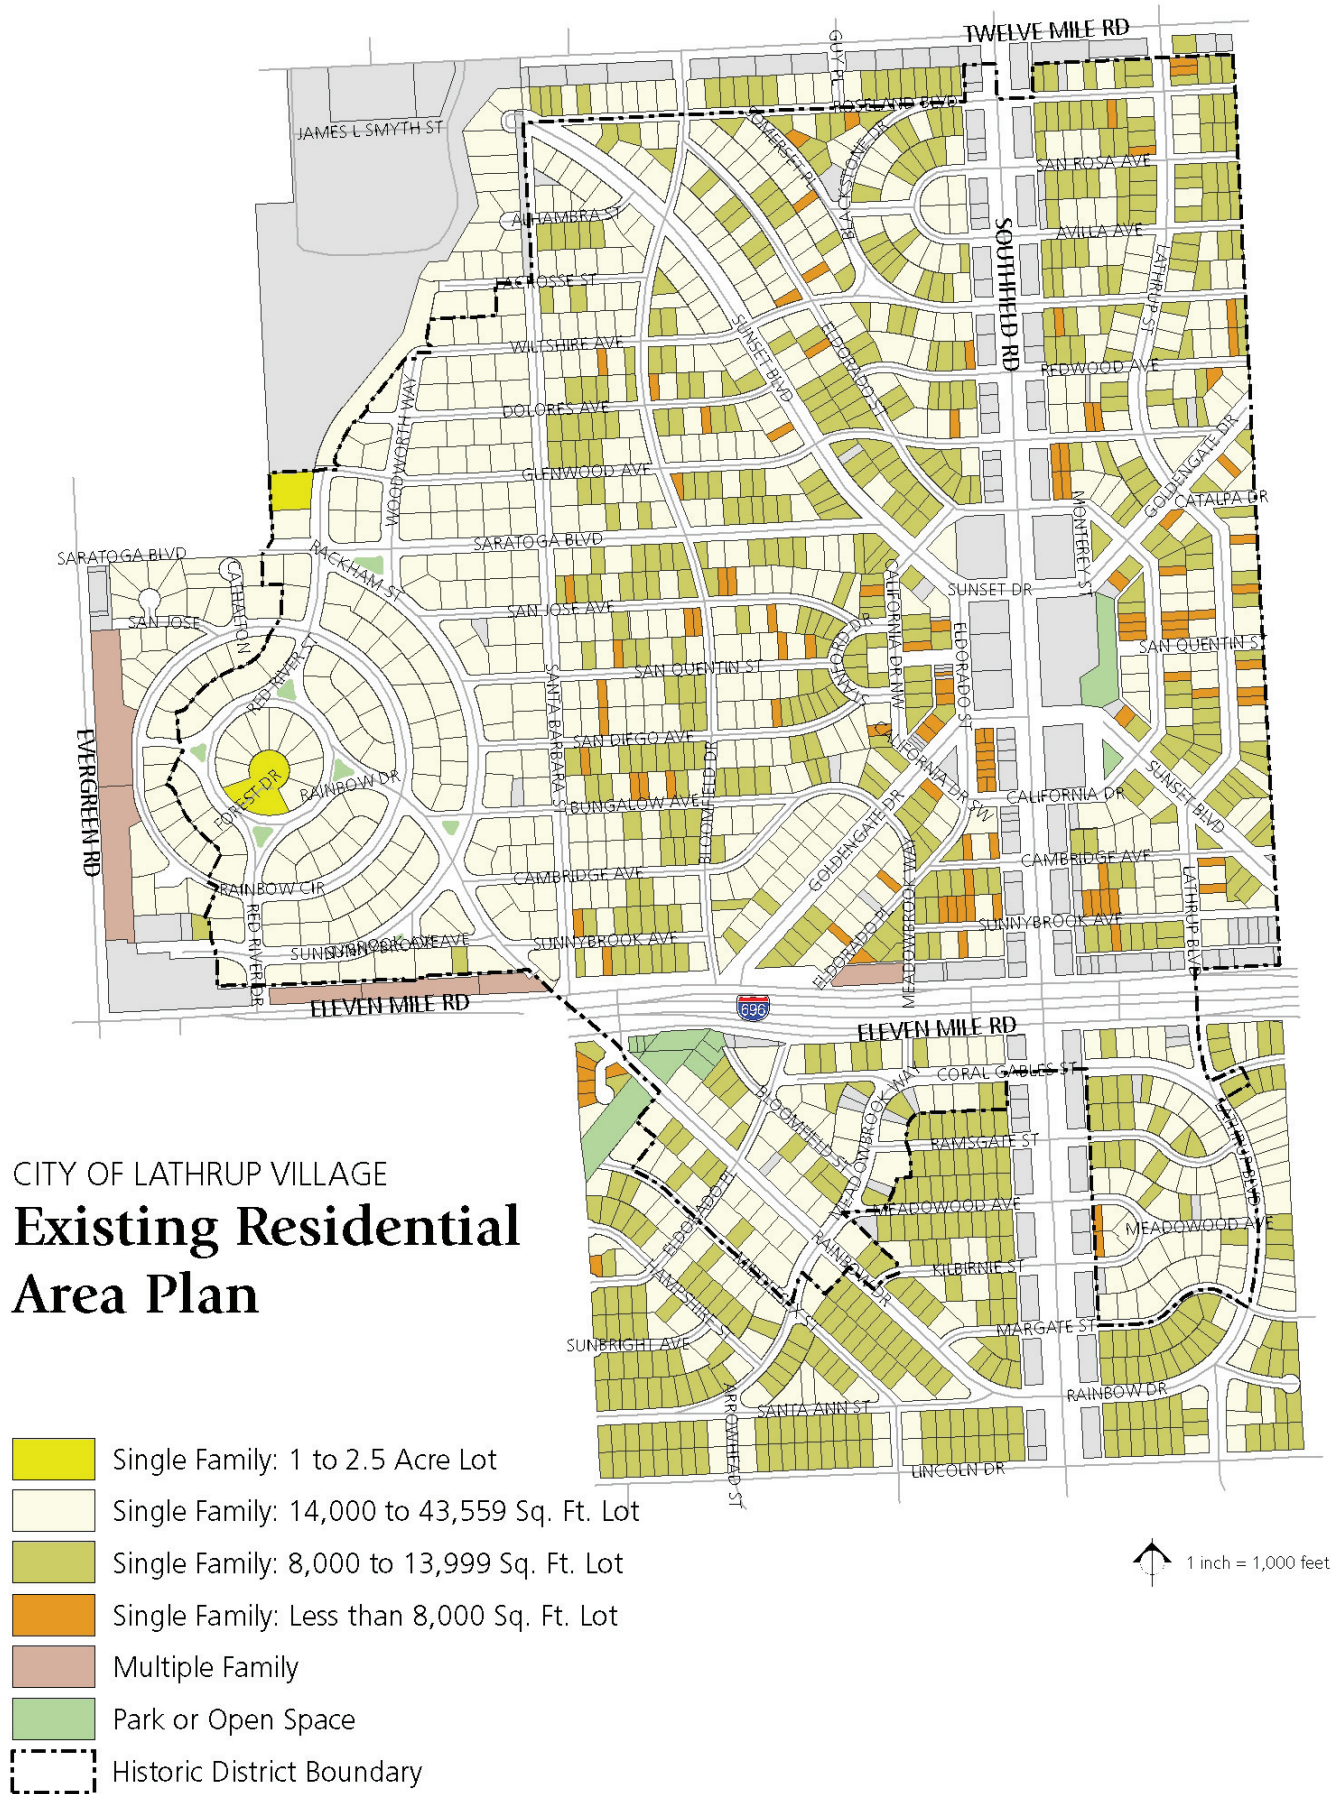 TWELVE MILE RD
GUY PL
JAMES L SMYTH ST
ROSELAND BLVD
SOMERSET PL
BLACKSTONE DR
SAN ROSA AVE
ALHAMBRA ST
AVILLA AVE
SOUTHFIELD RD
LATHRUP ST
LACROSSE ST
WILTSHIRE AVE
SUNSET BLVD
ELDORADO ST
REDWOOD AVE
WOODWORTH WAY
DOLORES AVE
GLENWOOD AVE
GOLDENGATE DR
CATALPA DR
MONTEREY ST
SARATOGA BLVD
SARATOGA BLVD
RACKHAM ST
CATHALTO N
CALIFORNIA DR NW
SUNSET DR
SAN JOSE AVE
SAN JOSE
STANFORD DR
ELDORADO ST
SAN QUENTIN ST
SAN QUENTIN ST
RED RIVER ST
SANTA BARBARA S
SAN DIEGO AVE
EVERGREEN RD
BLOOMFIELD DR
CALIFORNIA DR SW
SUNSET BLVD
FOREST DR
RAINBOW DR
BUNGALOW AVE
CALIFORNIA DR
GOLDENGATE DR
CAMBRIDGE AVE
CAMBRIDGE AVE
RAINBOW CIR
MEADOWBROOK WAY
LATHRUP BLVD
RED RIVER DR
SUNNYBROOK AVE
SUNNYBROOK AVE
SUNNYBROOK AVE
SUNNYBROOK AVE
ELDORADO PL
ELEVEN MILE RD
696
ELEVEN MILE RD
CORAL GABLES ST
BLOOMFIELD ST
MEADOWBROOK WAY
LATHRUP BLVD
RAMSGATE ST
ELDORADO PL
MEADOWOOD AVE
MEADOWOOD AVE
RAINBOW DR
KILBIRNIE ST
HAMPSHIRE ST
MARGATE ST
SUNBRIGHT AVE
RAINBOW DR
ARROWHEAD ST
SANTA ANN ST
LINCOLN DR
CITY OF LATHRUP VILLAGE
Existing Residential
Area Plan
Single Family: 1 to 2.5 Acre Lot
Single Family: 14,000 to 43,559 Sq. Ft. Lot
Single Family: 8,000 to 13,999 Sq. Ft. Lot
Single Family: Less than 8,000 Sq. Ft. Lot
Multiple Family
Park or Open Space
Historic District Boundary
1 inch = 1,000 feet